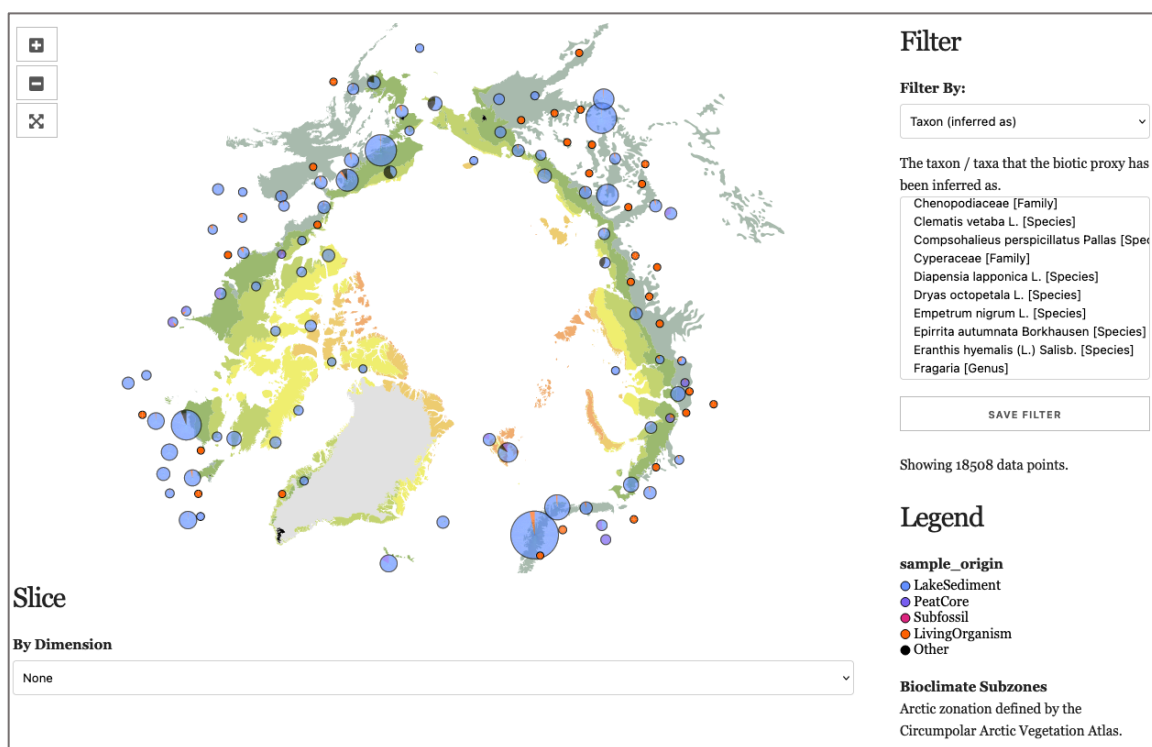 Filter
Filter By:
Taxon (inferred as)
The taxon / taxa that the biotic proxy has
been inferred as.
Chenopodiaceae [Family]
Clematis vetaba L. [Species]
Compsohalieus perspicillatus Pallas [Spec
Cyperaceae [Family]
Diapensia lapponica L. [Species]
Dryas octopetala L. [Species]
Empetrum nigrum L. [Species]
Epirrita autumnata Borkhausen [Species]
Eranthis hyemalis (L.) Salisb. [Species]
Fragaria [Genus]
SAVE FILTER
Showing 18508 data points.
Legend
sample_origin
LakeSediment
PeatCore
Subfossil
LivingOrganism
Other
Bioclimate Subzones
Arctic zonation defined by the
Circumpolar Arctic Vegetation Atlas.
Slice
By Dimension
None